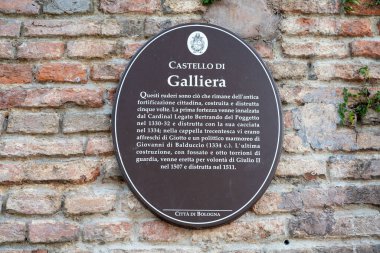 CASTELLO DI
Galliera
Questi ruderi sono ciò che rimane dell'antica
fortificazione cittadina, costruita e distrutta
cinque volte. La prima fortezza venne innalzata
dal Cardinal Legato Bertrando del Poggetto
nel 1330-32 e distrutta con la sua cacciata
nel 1334; nella cappella trecentesca vi erano
affreschi di Giotto e un polittico marmoreo di
Giovanni di Balduccio (1334 c.). L'ultima
costruzione, con fossato e otto torrioni di
guardia, venne eretta per volontà di Giulio II
nel 1507 e distrutta nel 1511.
CITTÀ DI BOLOGNA